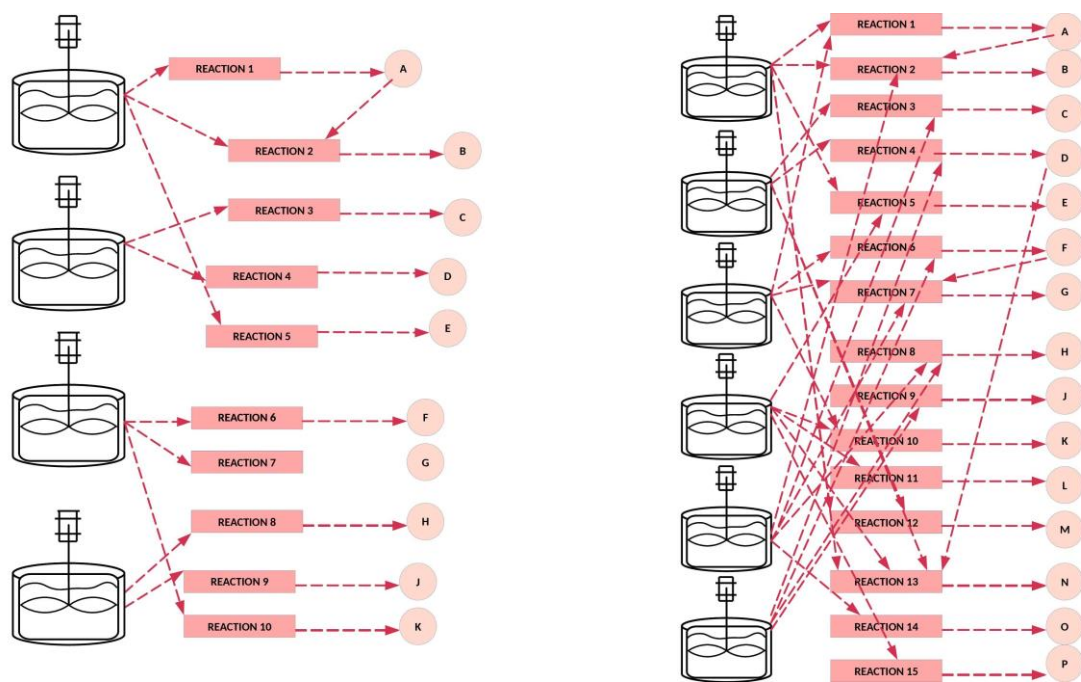 REACTION 1
A
REACTION 2
B
REACTION 3
C
REACTION 4
D
REACTION 5
E
REACTION 6
F
REACTION 7
G
REACTION 8
H
REACTION 9
J
REACTION 10
K
REACTION 1
A
REACTION 2
B
REACTION 3
C
REACTION 4
D
REACTION 5
E
REACTION 6
F
REACTION 7
G
REACTION 8
H
REACTION 9
J
REACTION 10
K
REACTION 11
L
REACTION 12
M
REACTION 13
N
REACTION 14
O
REACTION 15
P